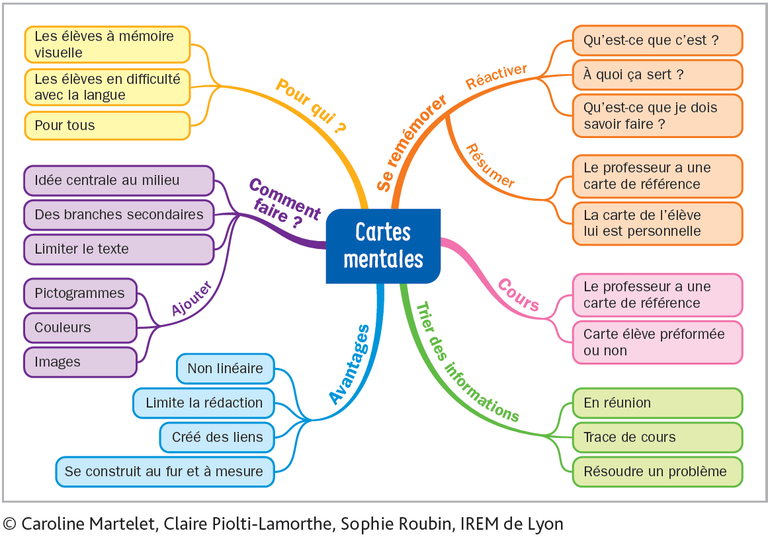 Cartes
mentales
Pour qui ?
Les élèves à mémoire
visuelle
Les élèves en difficulté
avec la langue
Pour tous
Comment
faire ?
Idée centrale au milieu
Des branches secondaires
Limiter le texte
Ajouter
Pictogrammes
Couleurs
Images
Avantages
Non linéaire
Limite la rédaction
Créé des liens
Se construit au fur et à mesure
Se remémorer
Réactiver
Qu'est-ce que c'est ?
À quoi ça sert ?
Qu'est-ce que je dois
savoir faire ?
Résumer
Le professeur a une
carte de référence
La carte de l'élève
lui est personnelle
Cours
Le professeur a une
carte de référence
Carte élève préformée
ou non
Trier des informations
En réunion
Trace de cours
Résoudre un problème
© Caroline Martelet, Claire Piolti-Lamorthe, Sophie Roubin, IREM de Lyon